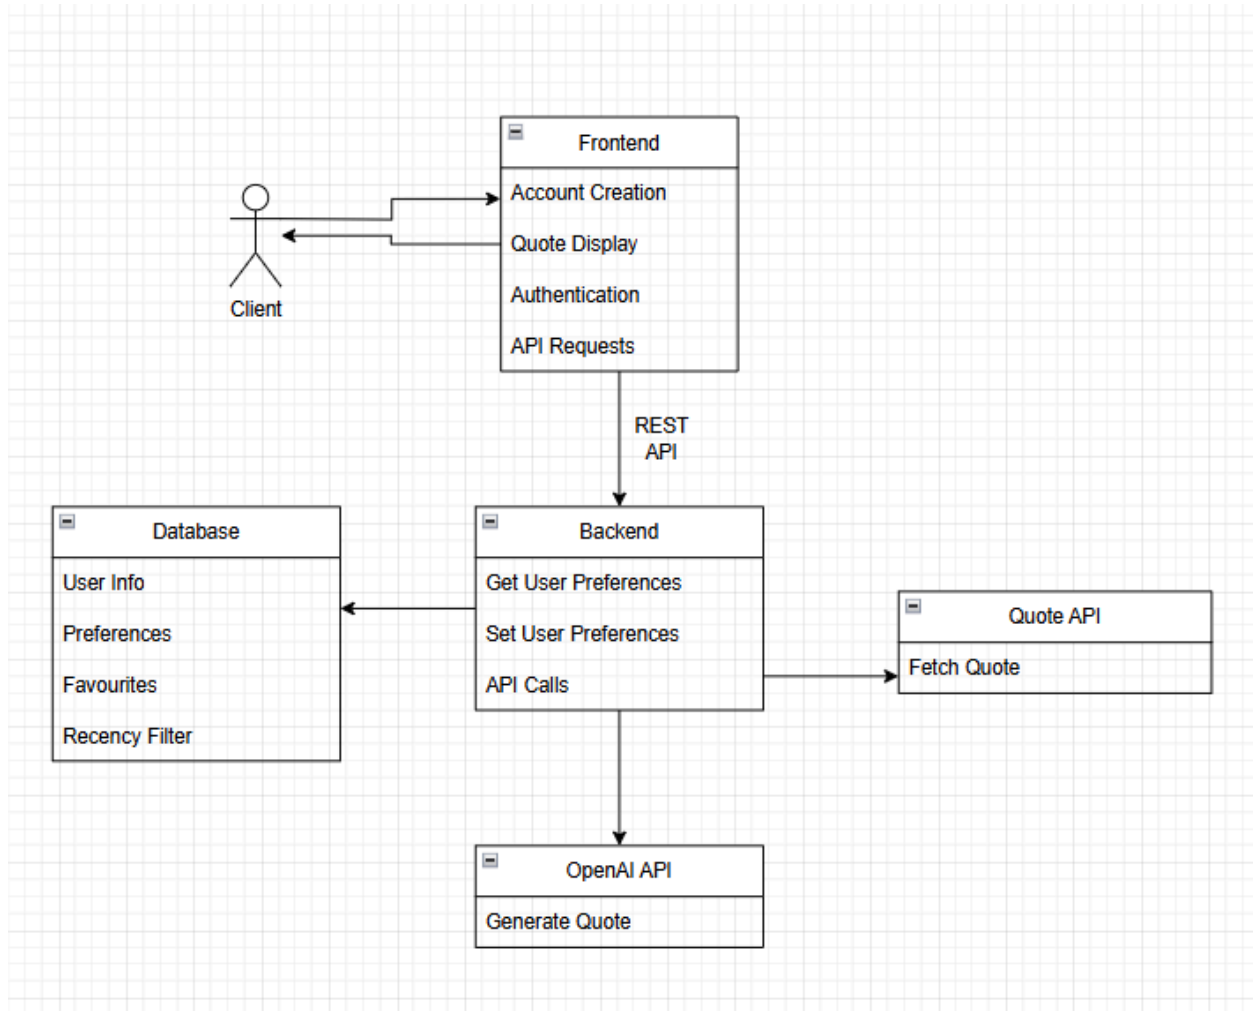 Frontend
Account Creation
Quote Display
Authentication
API Requests
Client
REST
API
Database
User Info
Preferences
Favourites
Recency Filter
Backend
Get User Preferences
Set User Preferences
API Calls
Quote API
Fetch Quote
OpenAI API
Generate Quote